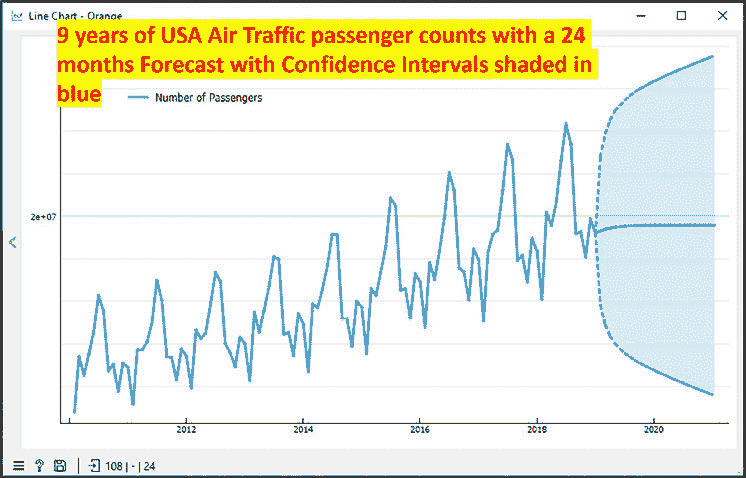 Line Chart - Orange
9 years of USA Air Traffic passenger counts with a 24
months Forecast with Confidence Intervals shaded in
blue
Number of Passengers
2e+07
2012
2014
2016
2018
2020
108 | - | 24